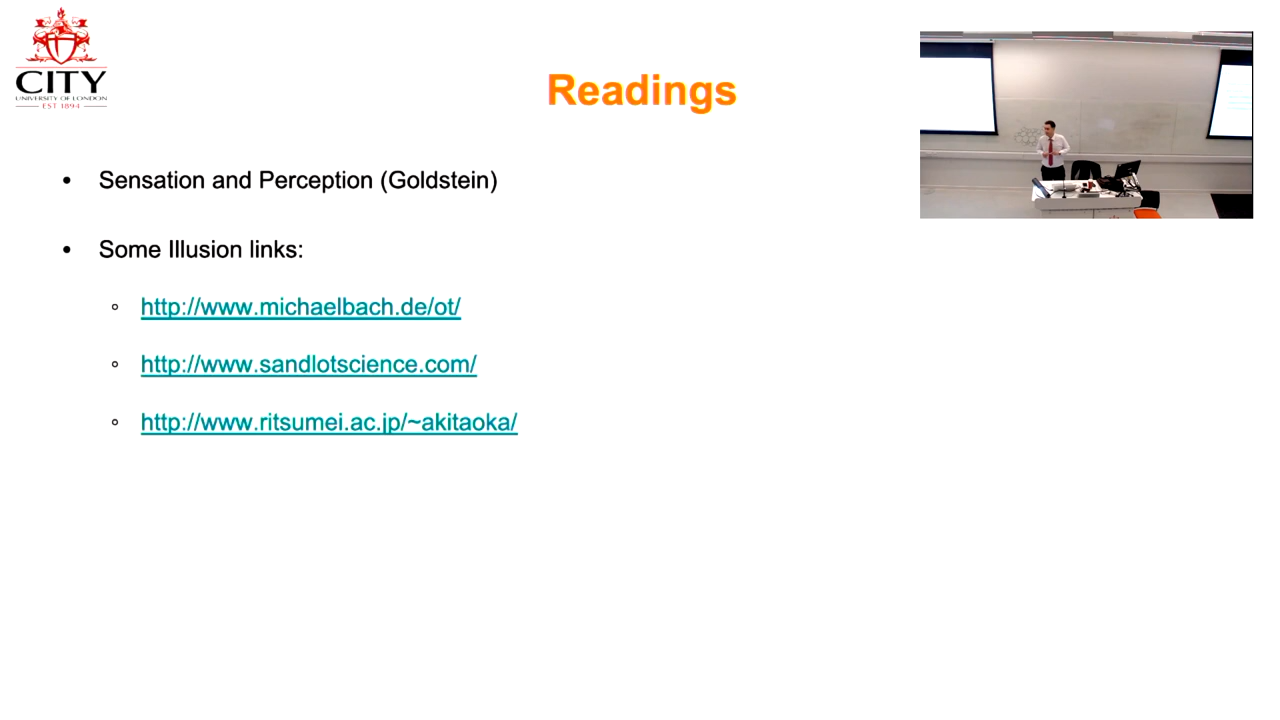 CITY
UNIVERSITY OF LONDON
EST 1894
Readings
• Sensation and Perception (Goldstein)
• Some Illusion links:
◦ http://www.michaelbach.de/ot/
◦ http://www.sandlotscience.com/
◦ http://www.ritsumei.ac.jp/~akitaoka/